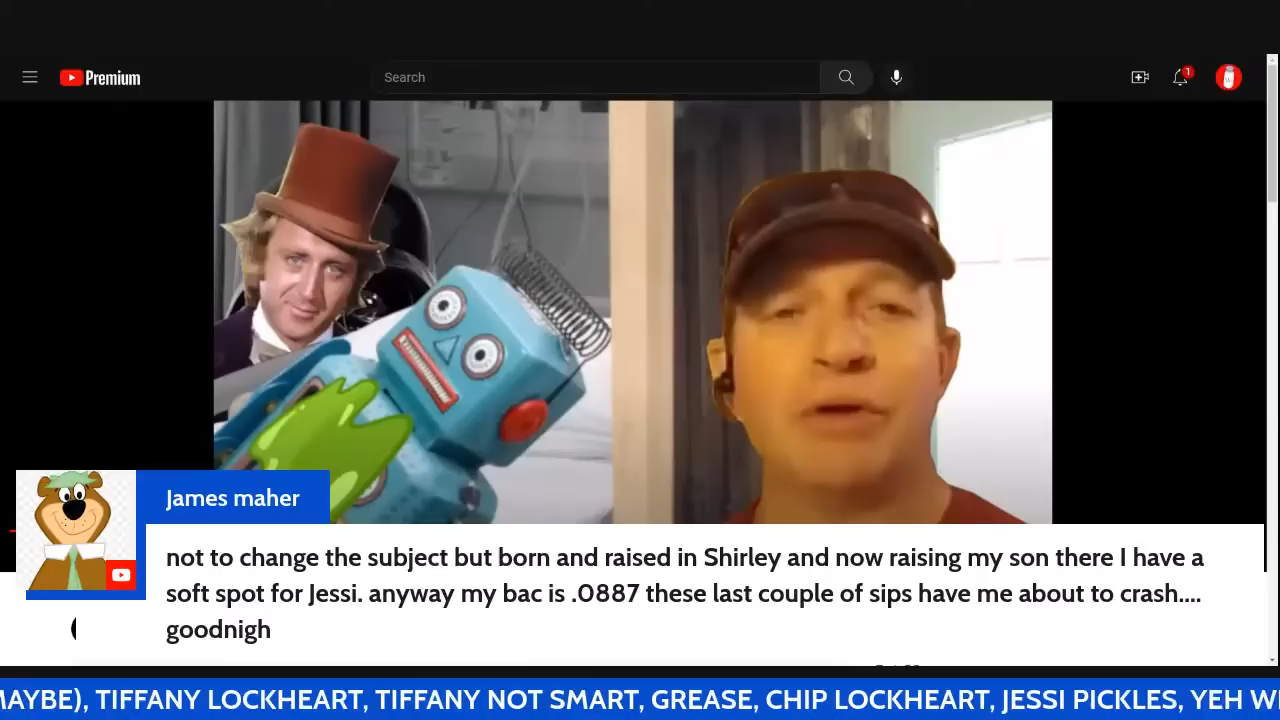 Premium
Search
1
James maher
not to change the subject but born and raised in Shirley and now raising my son there I have a
soft spot for Jessi. anyway my bac is .0887 these last couple of sips have me about to crash....
goodnigh
MAYBE), TIFFANY LOCKHEART, TIFFANY NOT SMART, GREASE, CHIP LOCKHEART, JESSI PICKLES, YEH W